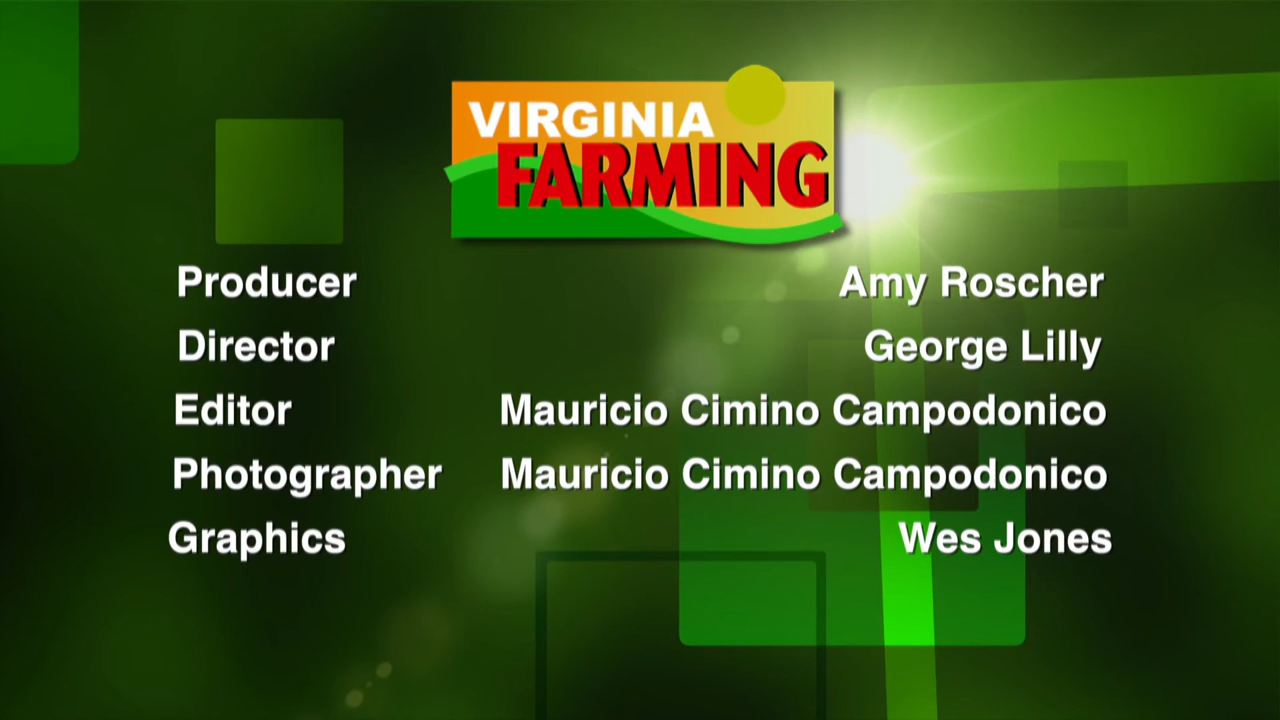 VIRGINIA
FARMING
Producer Amy Roscher
Director George Lilly
Editor Mauricio Cimino Campodonico
Photographer Mauricio Cimino Campodonico
Graphics Wes Jones